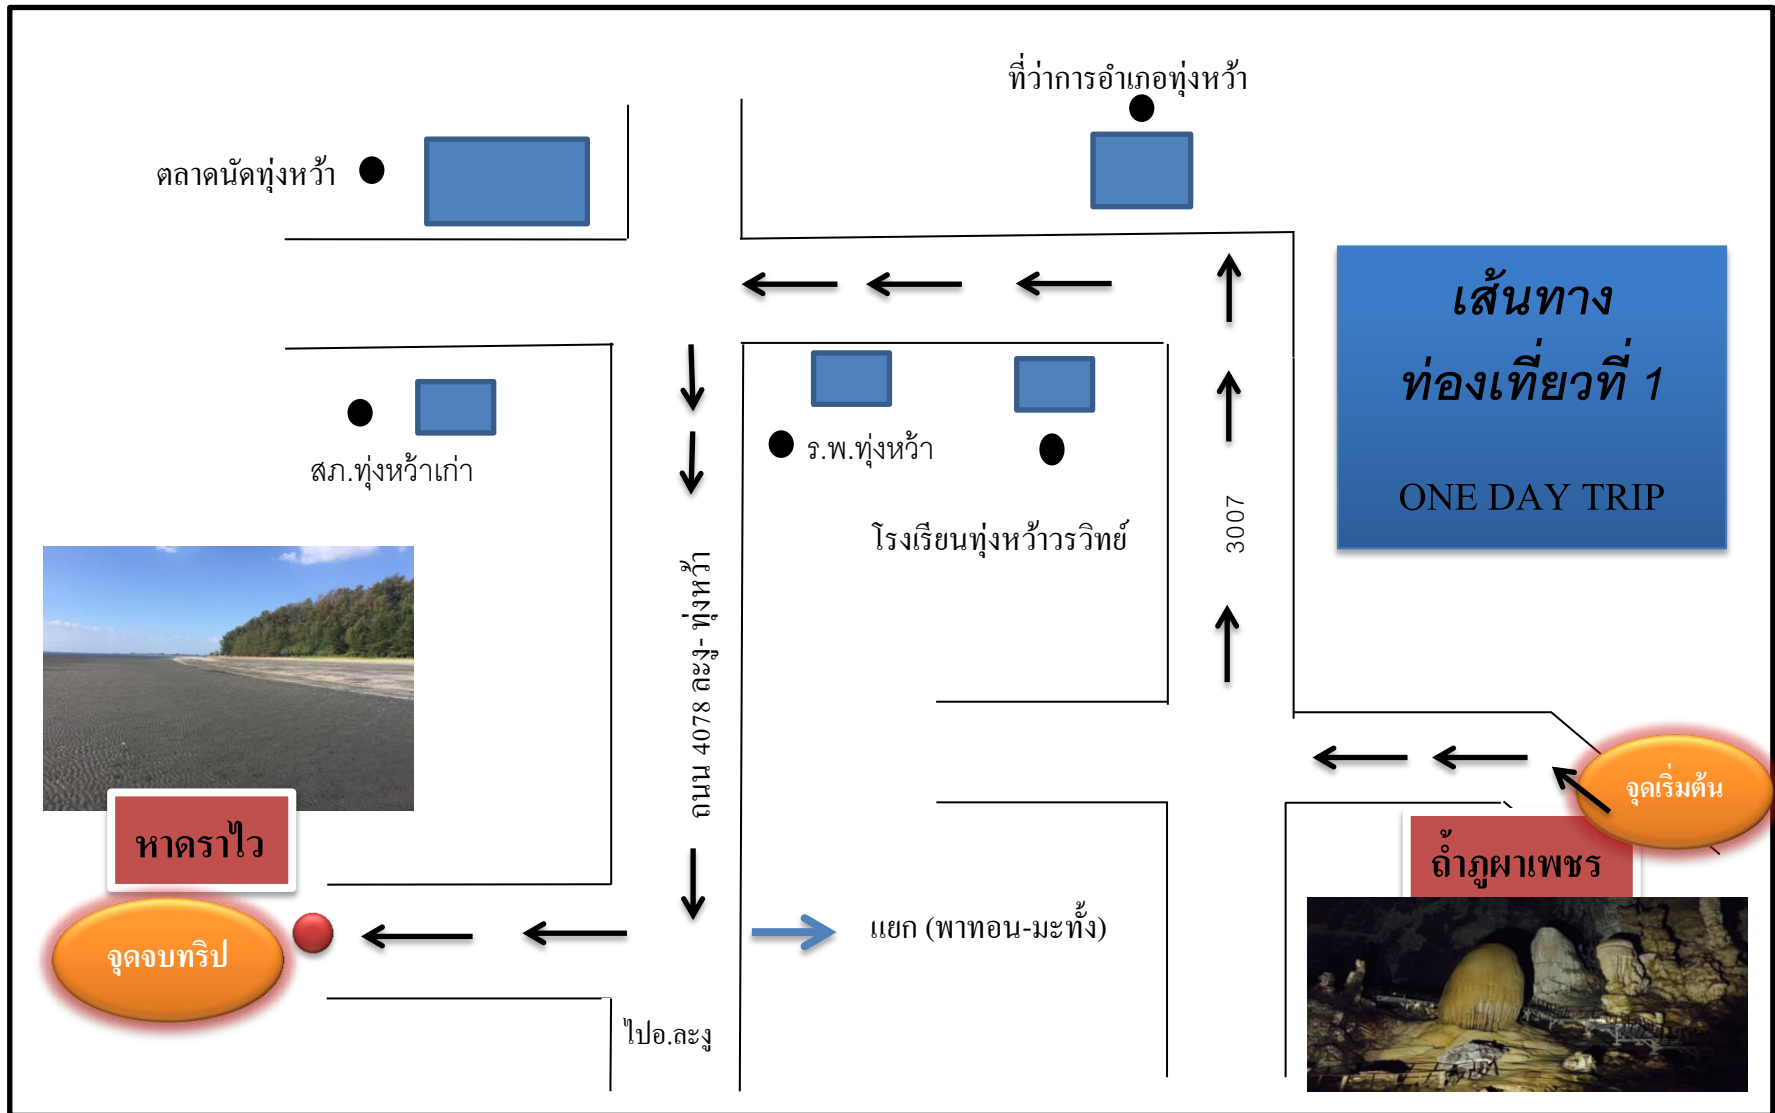 ที่ว่าการอำเภอทุ่งหว้า
ตลาดนัดทุ่งหว้า
เส้นทาง
ท่องเที่ยวที่ 1
ONE DAY TRIP
สภ.ทุ่งหว้าเก่า
ร.พ.ทุ่งหว้า
โรงเรียนทุ่งหว้าวรวิทย์
3007
ถนน 4078 ละงู- ทุ่งหว้า
จุดเริ่มต้น
หาดราไว
ถ้ำภูผาเพชร
แยก (พาทอน-มะทั้ง)
จุดจบทริป
ไปอ.ละงู